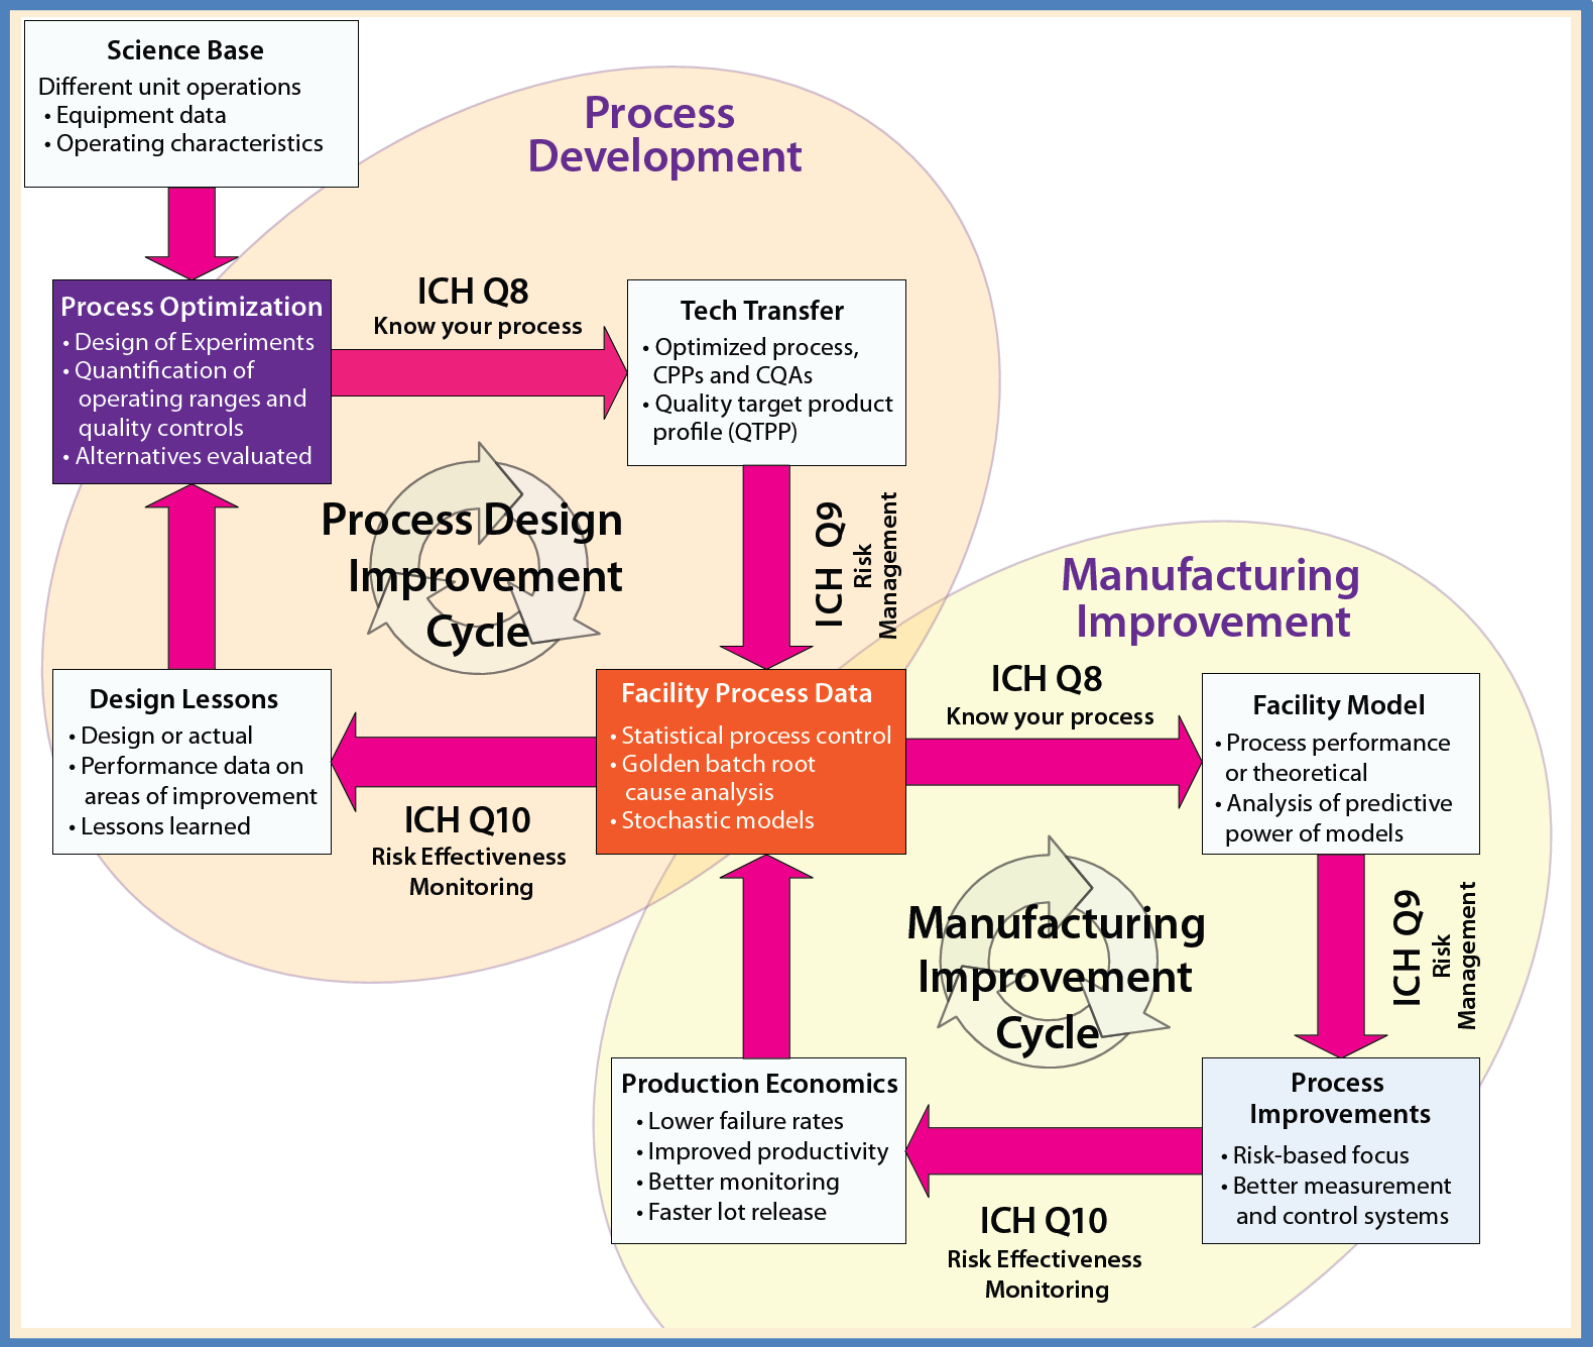 Science Base
Different unit operations
• Equipment data
• Operating characteristics
Process
Development
Process Optimization
• Design of Experiments
• Quantification of
operating ranges and
quality controls
• Alternatives evaluated
ICH Q8
Know your process
Tech Transfer
• Optimized process,
CPPs and CQAs
• Quality target product
profile (QTPP)
Process Design
Improvement
Cycle
ICH Q9
Risk
Management
Manufacturing
Improvement
Design Lessons
• Design or actual
• Performance data on
areas of improvement
• Lessons learned
ICH Q10
Risk Effectiveness
Monitoring
Facility Process Data
• Statistical process control
• Golden batch root
cause analysis
• Stochastic models
ICH Q8
Know your process
Facility Model
• Process performance
or theoretical
• Analysis of predictive
power of models
Manufacturing
Improvement
Cycle
ICH Q9
Risk
Management
Production Economics
• Lower failure rates
• Improved productivity
• Better monitoring
• Faster lot release
ICH Q10
Risk Effectiveness
Monitoring
Process
Improvements
• Risk-based focus
• Better measurement
and control systems